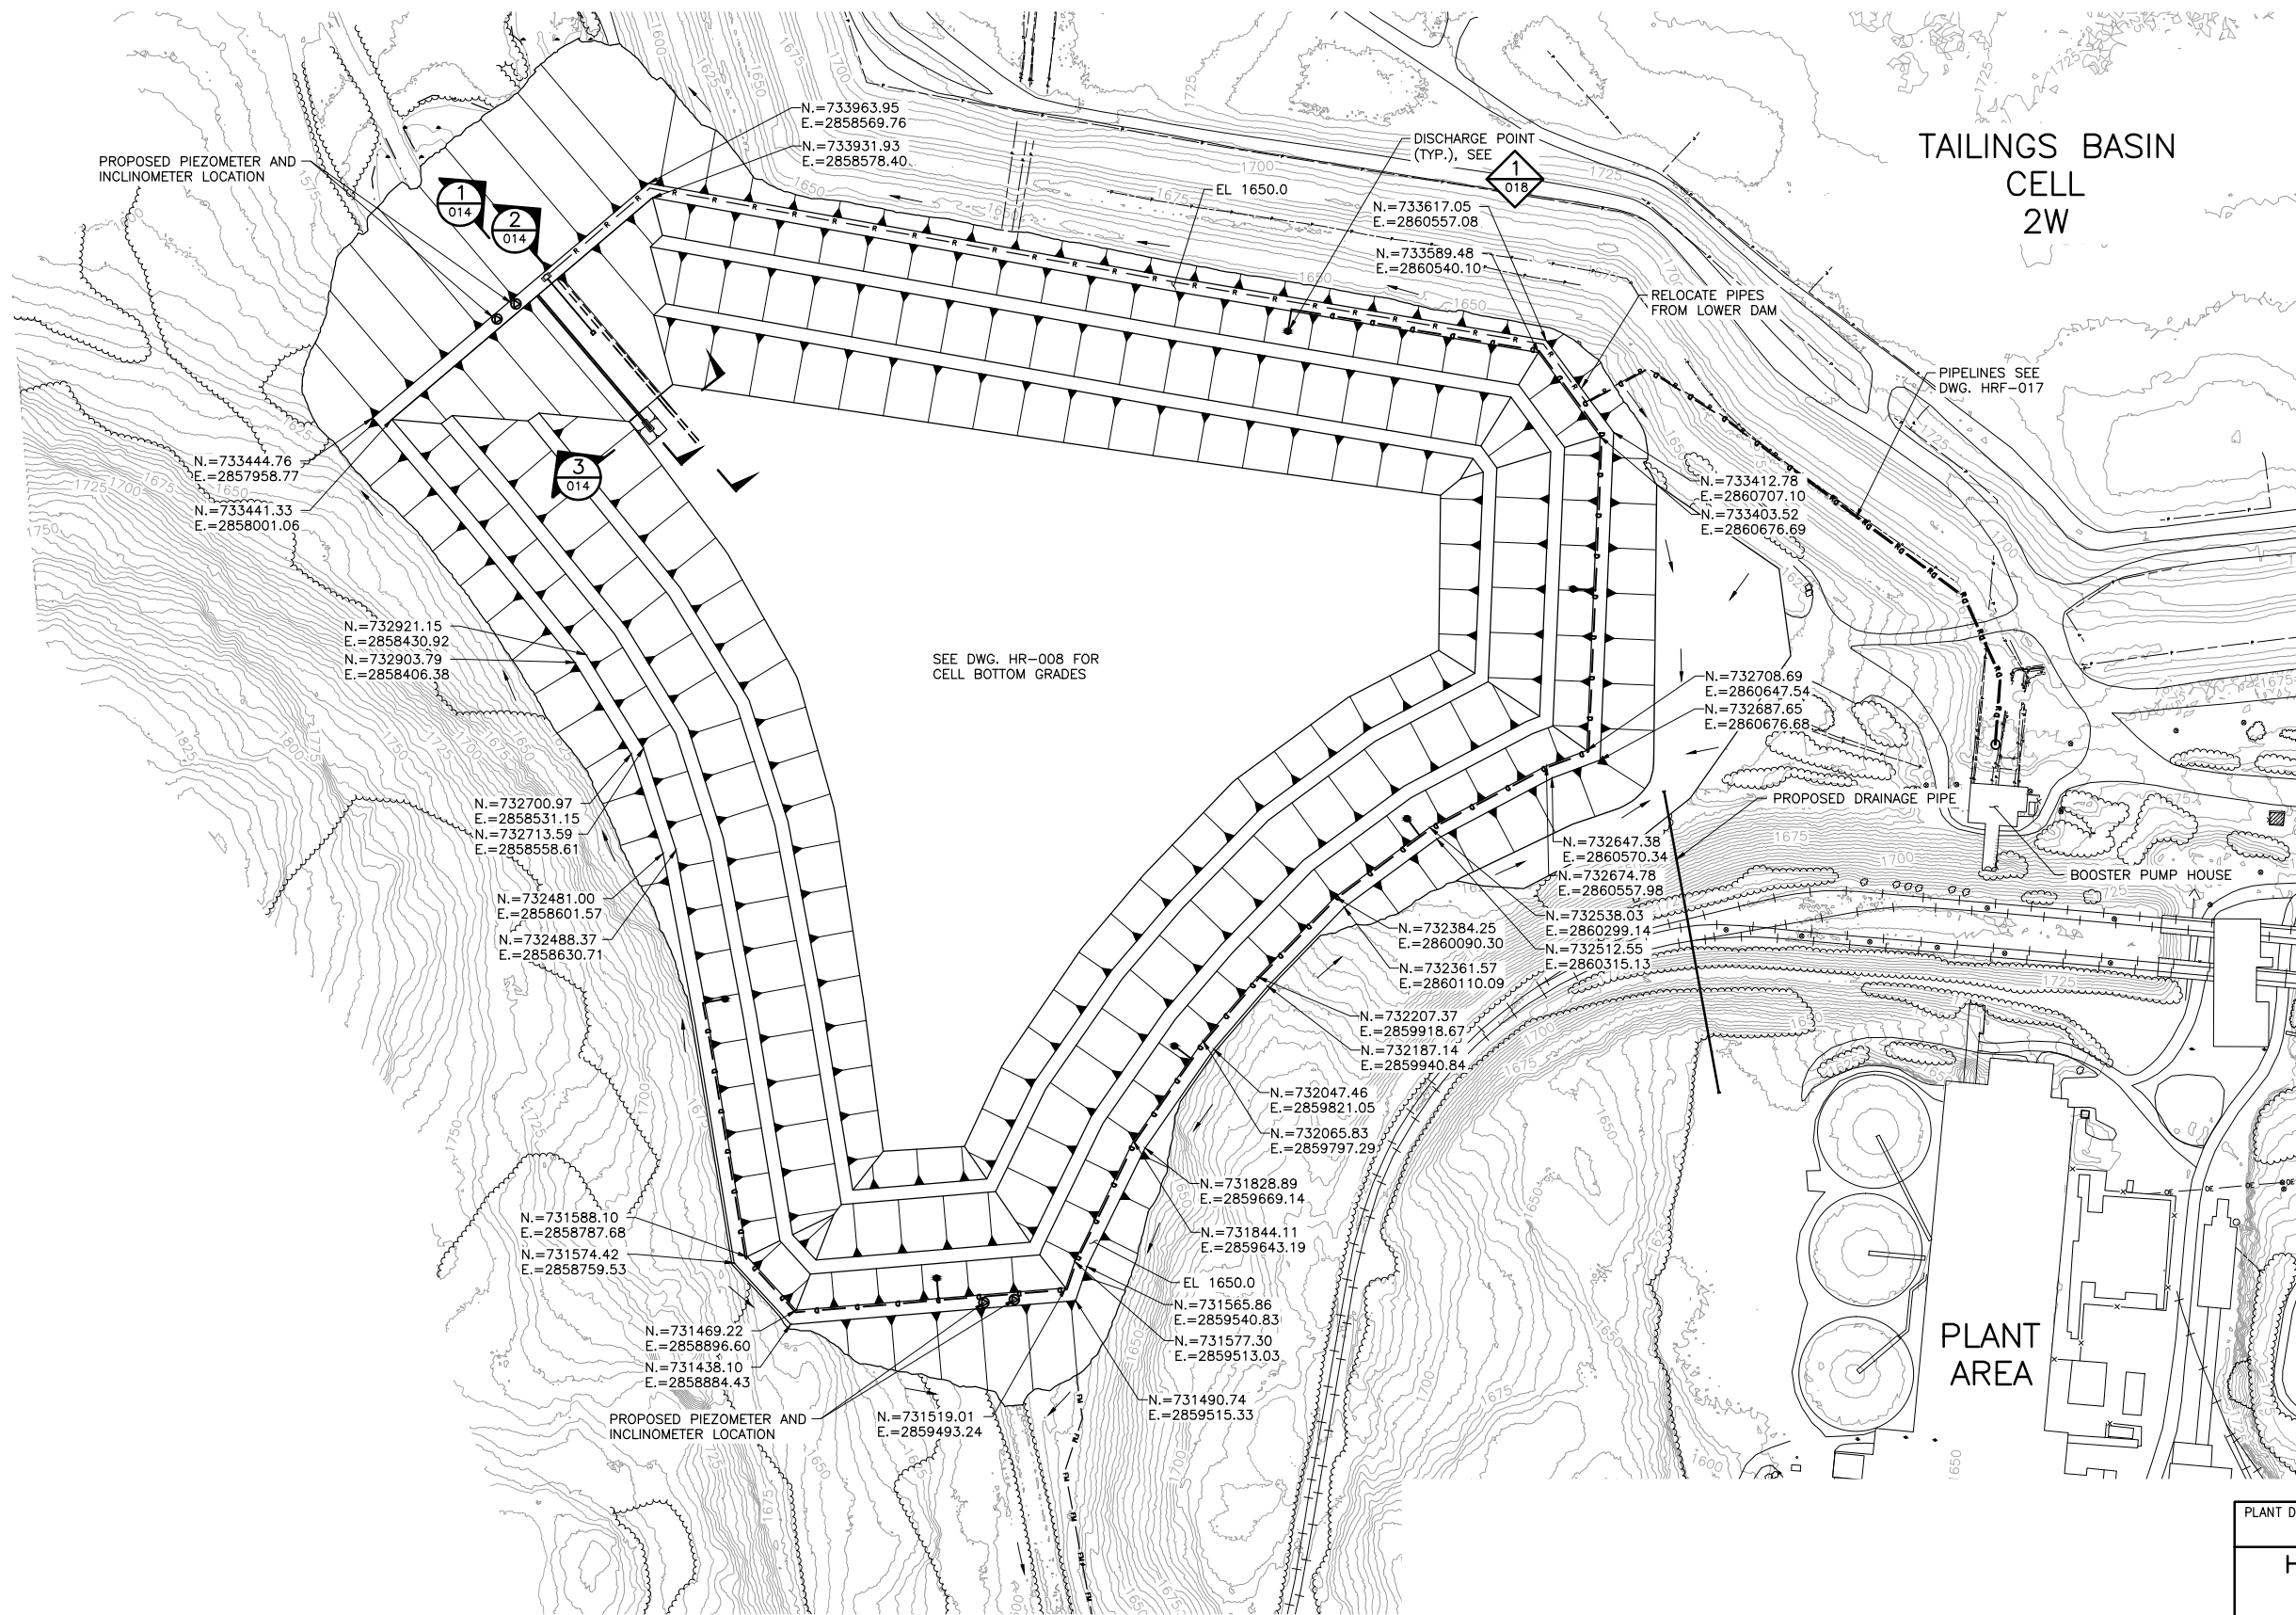 TAILINGS BASIN
CELL
2W
N.=733963.95
E.=2858569.76
N.=733931.93
E.=2858578.40
DISCHARGE POINT
(TYP.), SEE
1
018
PROPOSED PIEZOMETER AND
INCLINOMETER LOCATION
1
014
2
014
EL 1650.0
N.=733617.05
E.=2860557.08
N.=733589.48
E.=2860540.10
RELOCATE PIPES
FROM LOWER DAM
PIPELINES SEE
DWG. HRF-017
N.=733444.76
E.=2857958.77
N.=733441.33
E.=2858001.06
3
014
N.=733412.78
E.=2860707.10
N.=733403.52
E.=2860676.69
N.=732921.15
E.=2858430.92
N.=732903.79
E.=2858406.38
SEE DWG. HR-008 FOR
CELL BOTTOM GRADES
N.=732708.69
E.=2860647.54
N.=732687.65
E.=2860676.68
N.=732700.97
E.=2858531.15
N.=732713.59
E.=2858558.61
PROPOSED DRAINAGE PIPE
N.=732647.38
E.=2860570.34
N.=732674.78
E.=2860557.98
BOOSTER PUMP HOUSE
N.=732481.00
E.=2858601.57
N.=732488.37
E.=2858630.71
N.=732538.03
E.=2860299.14
N.=732512.55
E.=2860315.13
N.=732384.25
E.=2860090.30
N.=732361.57
E.=2860110.09
N.=732207.37
E.=2859918.67
N.=732187.14
E.=2859940.84
N.=732047.46
E.=2859821.05
N.=732065.83
E.=2859797.29
N.=731828.89
E.=2859669.14
N.=731844.11
E.=2859643.19
N.=731588.10
E.=2858787.68
N.=731574.42
E.=2858759.53
EL 1650.0
N.=731565.86
E.=2859540.83
N.=731577.30
E.=2859513.03
N.=731469.22
E.=2858896.60
N.=731438.10
E.=2858884.43
PLANT
AREA
N.=731490.74
E.=2859515.33
PROPOSED PIEZOMETER AND
INCLINOMETER LOCATION
N.=731519.01
E.=2859493.24
PLANT D
H